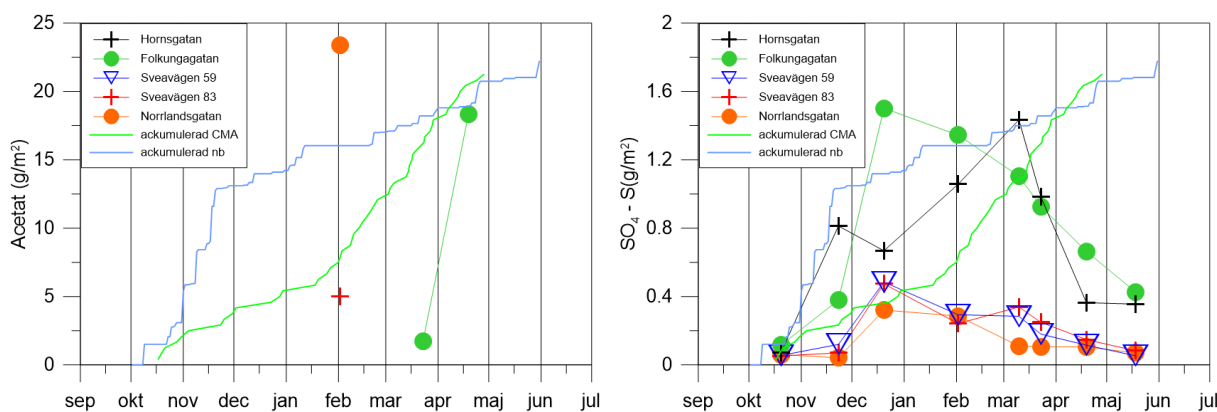 25
20
15
10
5
0
Acetat (g/m²)
Hornsgatan
Folkungagatan
Sveavägen 59
Sveavägen 83
Norrlandsgatan
ackumulerad CMA
ackumulerad nb
sep okt nov dec jan feb mar apr maj jun jul
2
1.6
1.2
0.8
0.4
0
SO₄ - S(g/m²)
Hornsgatan
Folkungagatan
Sveavägen 59
Sveavägen 83
Norrlandsgatan
ackumulerad CMA
ackumulerad nb
sep okt nov dec jan feb mar apr maj jun jul